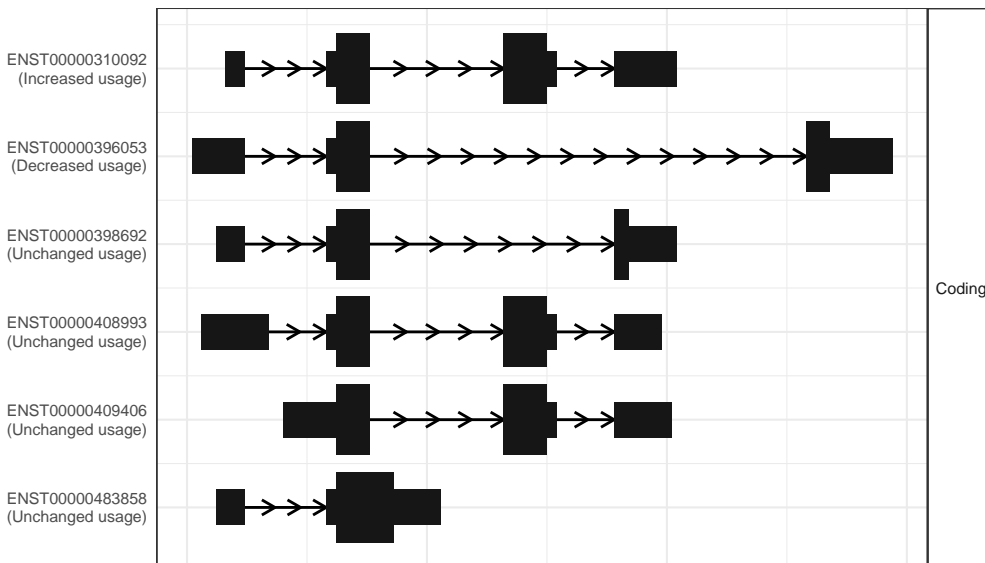 ENST00000310092
(Increased usage)
ENST00000396053
(Decreased usage)
ENST00000398692
(Unchanged usage)
ENST00000408993
(Unchanged usage)
ENST00000409406
(Unchanged usage)
ENST00000483858
(Unchanged usage)
Coding